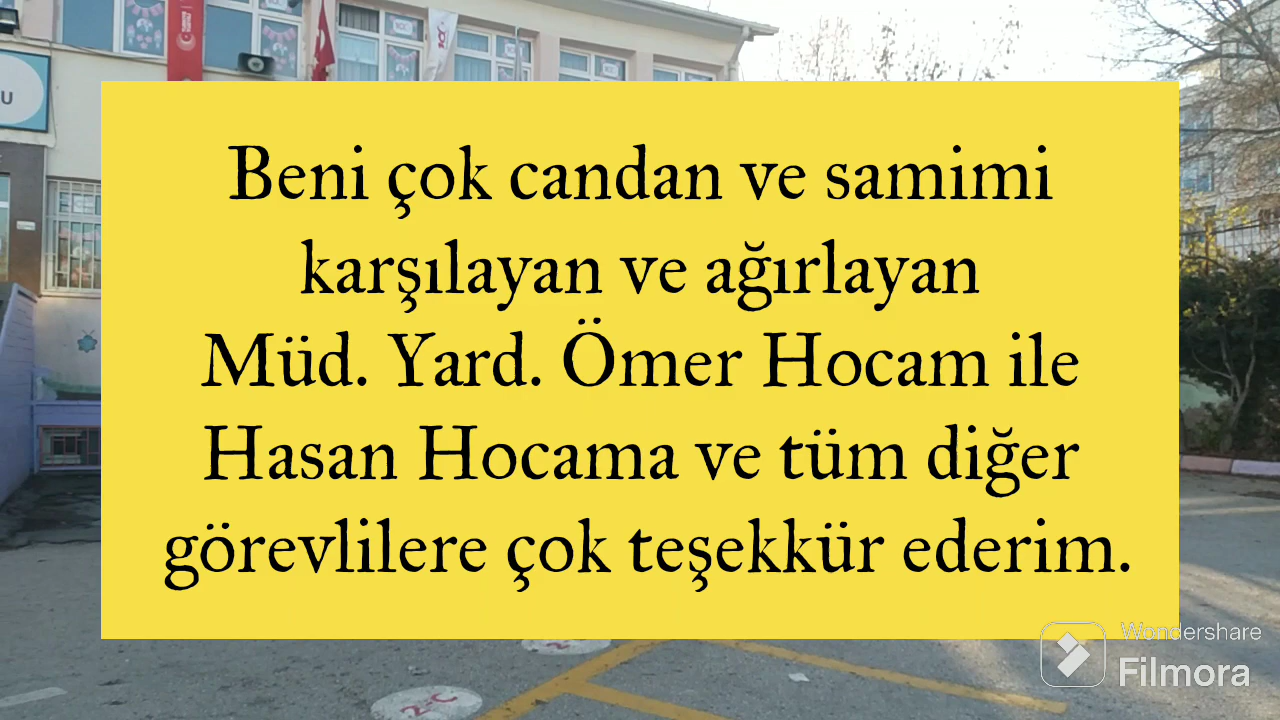 U
Beni çok candan ve samimi
karşılayan ve ağırlayan
Müd. Yard. Ömer Hocam ile
Hasan Hocama ve tüm diğer
görevlilere çok teşekkür ederim.
Wondershare
Filmora
2-C